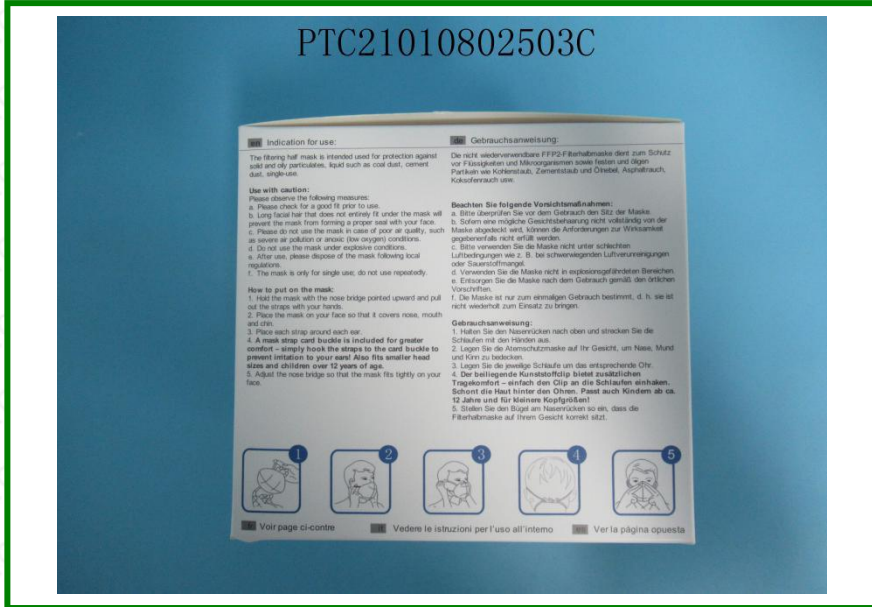 PTC21010802503C
en Indication for use:
The filtering half mask is intended used for protection against
solid and oily particulates, liquid such as coal dust, cement
dust, single-use.
Use with caution:
Please observe the following measures:
a. Please check for a good fit prior to use.
b. Long facial hair that does not entirely fit under the mask will
prevent the mask from forming a proper seal with your face.
c. Please do not use the mask in case of poor air quality, such
as severe air pollution or anoxic (low oxygen) conditions.
d. Do not use the mask under explosive conditions.
e. After use, please dispose of the mask following local
regulations.
f. The mask is only for single use, do not use repeatedly.
How to put on the mask:
1. Hold the mask with the nose bridge pointed upward and pull
out the straps with your hands.
2. Place the mask on your face so that it covers nose, mouth
and chin.
3. Place each strap around each ear.
4. A mask strap card buckle is included for greater
comfort – simply hook the straps to the card buckle to
prevent irritation to your ears! Also fits smaller head
sizes and children over 12 years of age.
5. Adjust the nose bridge so that the mask fits tightly on your
face.
de Gebrauchsanweisung:
Die nicht wiederverwendbare FFP2-Filterhalbmaske dient zum Schutz
vor Flüssigkeiten und Mikroorganismen sowie festen und öligen
Partikeln wie Kohlenstaub, Zementstaub und Ölnebel, Asphaltrauch,
Koksofenrauch usw.
Beachten Sie folgende Vorsichtsmaßnahmen:
a. Bitte überprüfen Sie vor dem Gebrauch den Sitz der Maske.
b. Sofern eine mögliche Gesichtsbehaarung nicht vollständig von der
Maske abgedeckt wird, können die Anforderungen zur Wirksamkeit
gegebenenfalls nicht erfüllt werden.
c. Bitte verwenden Sie die Maske nicht unter schlechten
Luftbedingungen wie z. B. bei schwerwiegenden Luftverunreinigungen
oder Sauerstoffmangel.
d. Verwenden Sie die Maske nicht in explosionsgefährdeten Bereichen.
e. Entsorgen Sie die Maske nach dem Gebrauch gemäß den örtlichen
Vorschriften.
f. Die Maske ist nur zum einmaligen Gebrauch bestimmt, d. h. sie ist
nicht wiederholt zum Einsatz zu bringen.
Gebrauchsanweisung:
1. Halten Sie den Nasenrücken nach oben und strecken Sie die
Schlaufen mit den Händen aus.
2. Legen Sie die Atemschutzmaske auf Ihr Gesicht, um Nase, Mund
und Kinn zu bedecken.
3. Legen Sie die jeweilige Schlaufe um das entsprechende Ohr.
4. Der beiliegende Kunststoffclip bietet zusätzlichen
Tragekomfort – einfach den Clip an die Schlaufen einhaken.
Schont die Haut hinter den Ohren. Passt auch Kindern ab ca.
12 Jahre und für kleinere Kopfgrößen!
5. Stellen Sie den Bügel am Nasenrücken so ein, dass die
Filterhalbmaske auf Ihrem Gesicht korrekt sitzt.
1 2 3 4 5
Voir page ci-contre
it Vedere le istruzioni per l'uso all'interno
es Ver la página opuesta